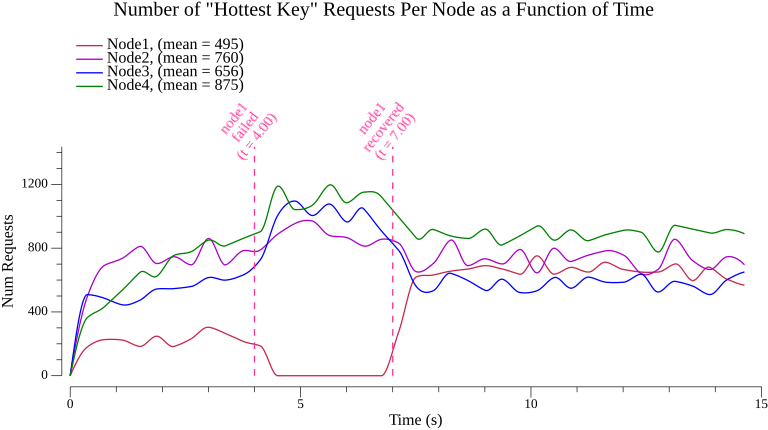 Number of "Hottest Key" Requests Per Node as a Function of Time
Node1, (mean = 495)
Node2, (mean = 760)
Node3, (mean = 656)
Node4, (mean = 875)
node1
failed
(t = 4.00)
node1
recovered
(t = 7.00)
1200
800
400
0
Num Requests
0
5
10
15
Time (s)